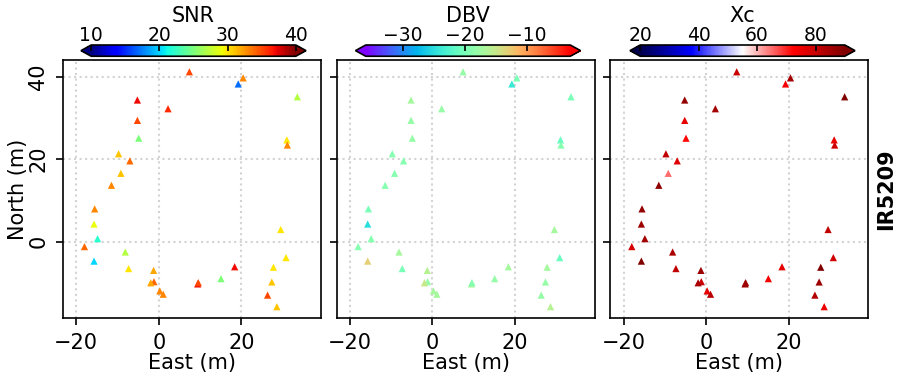 SNR DBV Xc
10 20 30 40 −30 −20 −10 20 40 60 80
40
20
0
North (m)
IR5209
−20 0 20 −20 0 20 −20 0 20
East (m) East (m) East (m)